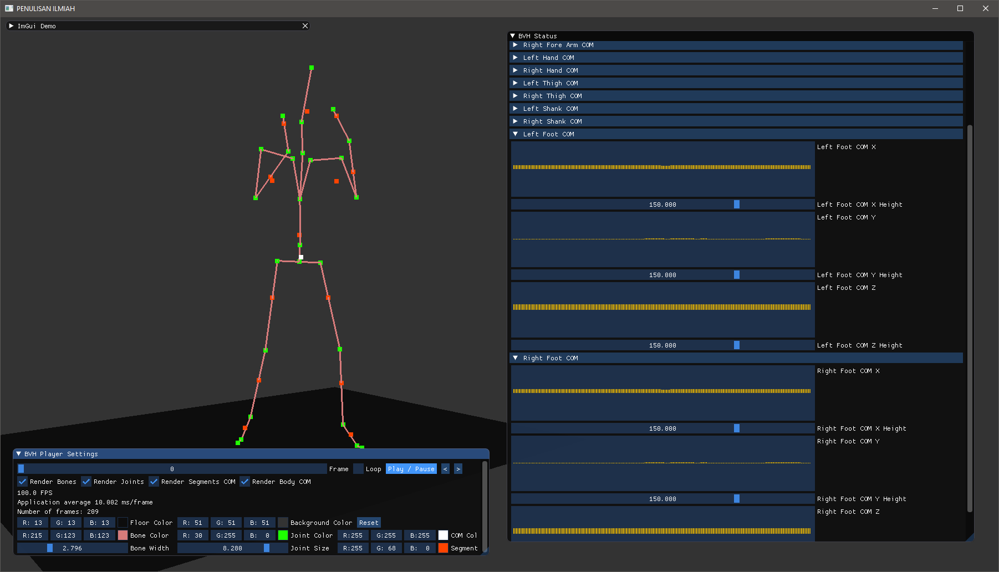 PENULISAN ILMIAH
ImGui Demo
BVH Status
Right Fore Arm COM
Left Hand COM
Right Hand COM
Left Thigh COM
Right Thigh COM
Left Shank COM
Right Shank COM
Left Foot COM
Left Foot COM X
150.000 Left Foot COM X Height
Left Foot COM Y
150.000 Left Foot COM Y Height
Left Foot COM Z
150.000 Left Foot COM Z Height
Right Foot COM
Right Foot COM X
150.000 Right Foot COM X Height
Right Foot COM Y
150.000 Right Foot COM Y Height
Right Foot COM Z
BVH Player Settings
0 Frame Loop Play / Pause < >
Render Bones Render Joints Render Segments COM Render Body COM
100.0 FPS
Application average 10.002 ms/frame
Number of frames: 209
R: 13 G: 13 B: 13 Floor Color R: 51 G: 51 B: 51 Background Color Reset
R:215 G:123 B:123 Bone Color R: 30 G:255 B: 0 Joint Color R:255 G:255 B:255 COM Col
2.796 Bone Width 8.280 Joint Size R:255 G: 68 B: 0 Segment